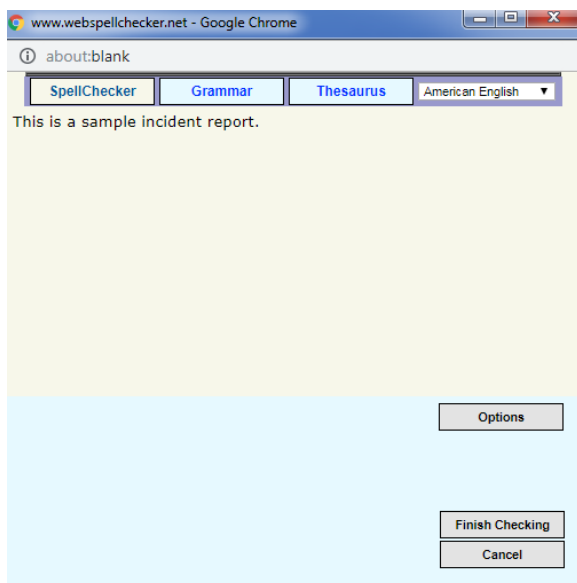 www.webspellchecker.net - Google Chrome
about:blank
SpellChecker Grammar Thesaurus American English
This is a sample incident report.
Options
Finish Checking
Cancel